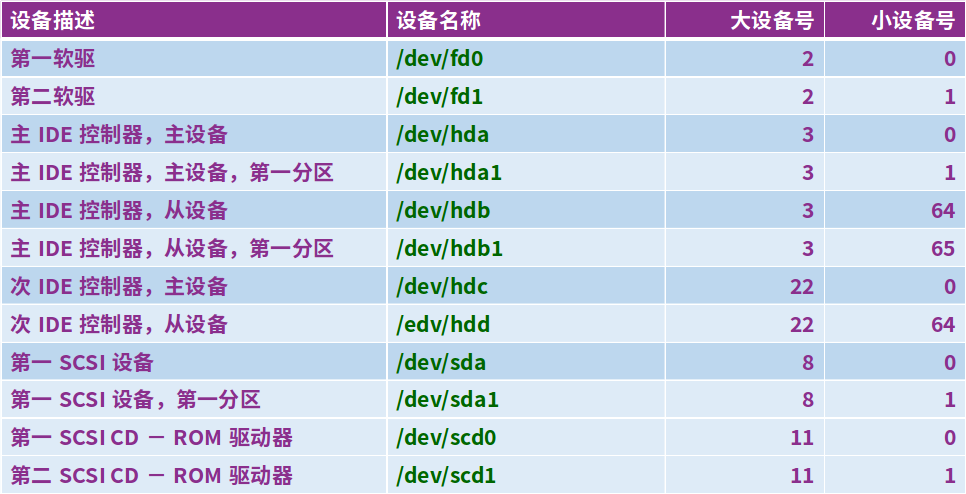 设备描述 设备名称 大设备号 小设备号
第一软驱 /dev/fd0 2 0
第二软驱 /dev/fd1 2 1
主 IDE 控制器，主设备 /dev/hda 3 0
主 IDE 控制器，主设备，第一分区 /dev/hda1 3 1
主 IDE 控制器，从设备 /dev/hdb 3 64
主 IDE 控制器，从设备，第一分区 /dev/hdb1 3 65
次 IDE 控制器，主设备 /dev/hdc 22 0
次 IDE 控制器，从设备 /edv/hdd 22 64
第一 SCSI 设备 /dev/sda 8 0
第一 SCSI 设备，第一分区 /dev/sda1 8 1
第一 SCSI CD － ROM 驱动器 /dev/scd0 11 0
第二 SCSI CD － ROM 驱动器 /dev/scd1 11 1